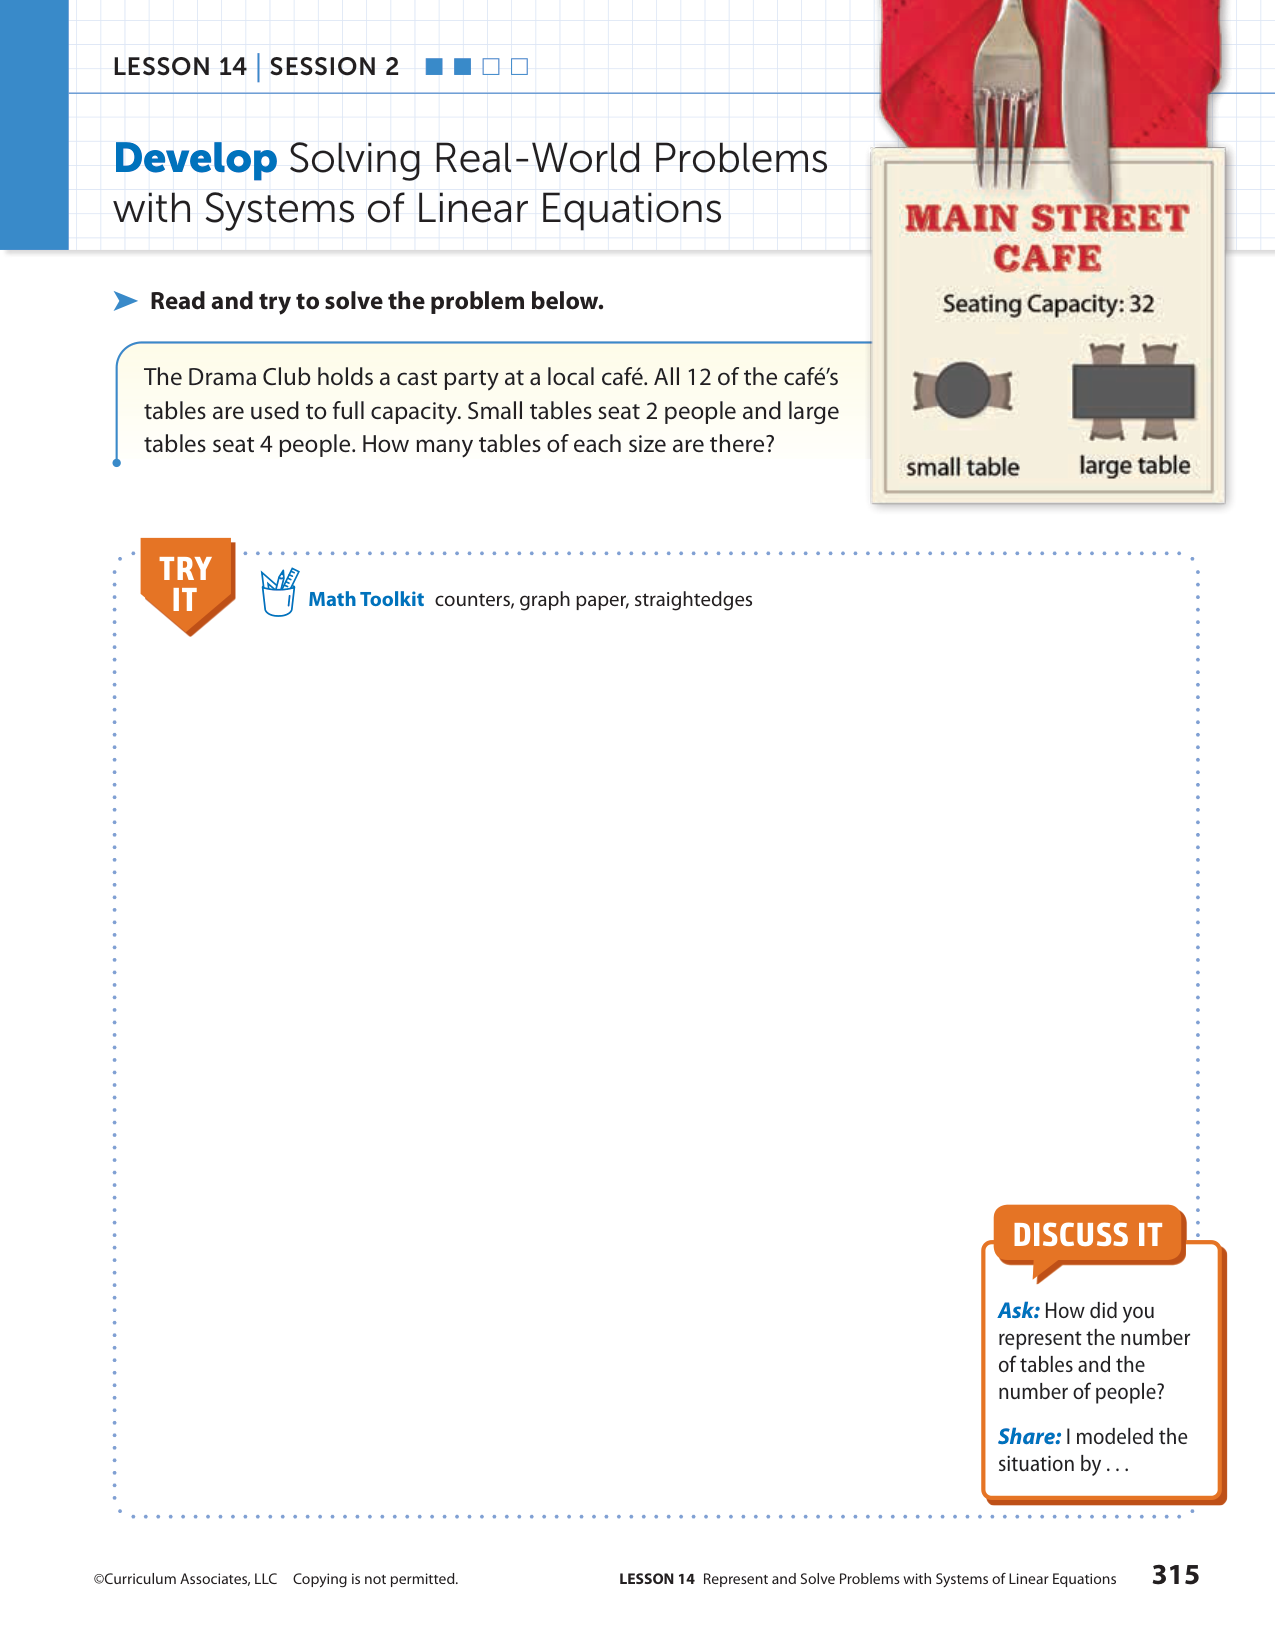 LESSON 14 | SESSION 2
Develop Solving Real-World Problems
with Systems of Linear Equations
MAIN STREET
CAFE
Seating Capacity: 32
small table
large table
Read and try to solve the problem below.
The Drama Club holds a cast party at a local café. All 12 of the café’s
tables are used to full capacity. Small tables seat 2 people and large
tables seat 4 people. How many tables of each size are there?
TRY
IT
Math Toolkit counters, graph paper, straightedges
DISCUSS IT
Ask: How did you
represent the number
of tables and the
number of people?
Share: I modeled the
situation by . . .
©Curriculum Associates, LLC Copying is not permitted.
LESSON 14 Represent and Solve Problems with Systems of Linear Equations
315